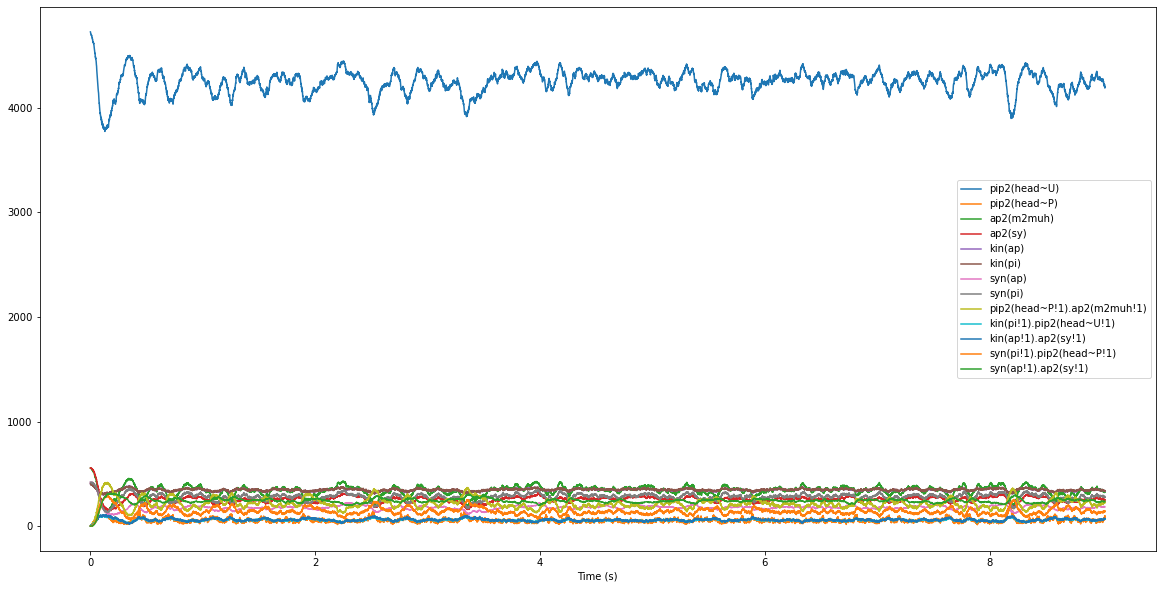 4000
3000
2000
1000
0
pip2(head~U)
pip2(head~P)
ap2(m2muh)
ap2(sy)
kin(ap)
kin(pi)
syn(ap)
syn(pi)
pip2(head~P!1).ap2(m2muh!1)
kin(pi!1).pip2(head~U!1)
kin(ap!1).ap2(sy!1)
syn(pi!1).pip2(head~P!1)
syn(ap!1).ap2(sy!1)
0 2 4 6 8
Time (s)